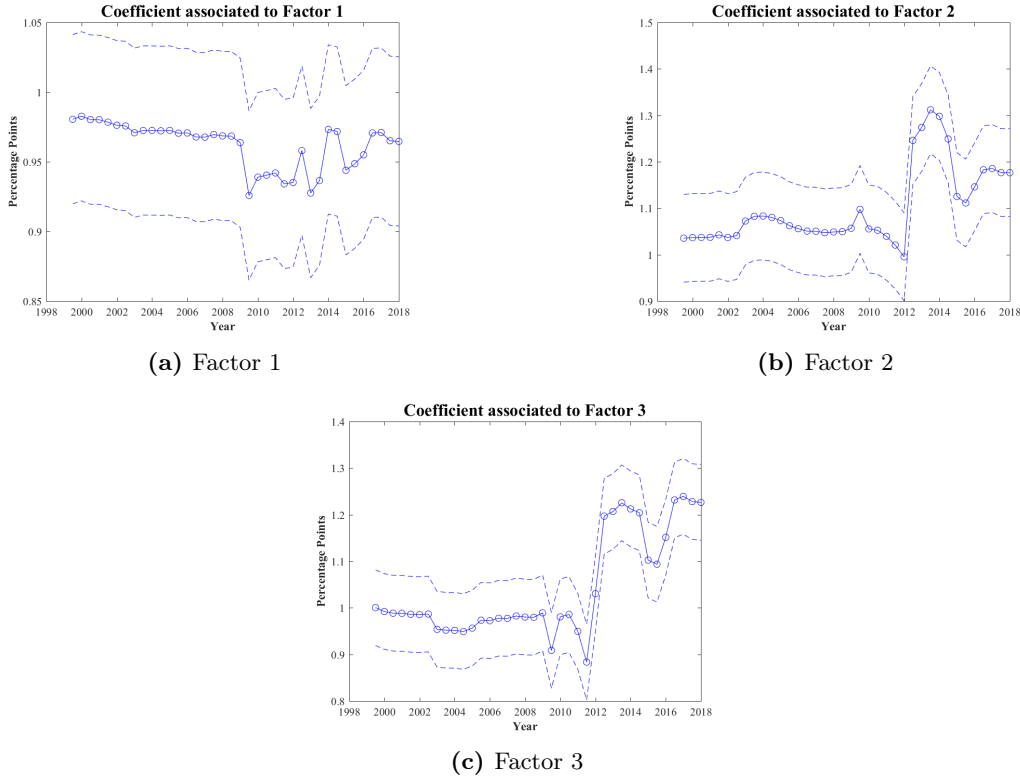 Coefficient associated to Factor 1
1.05
1
0.95
0.9
0.85
Percentage Points
1998 2000 2002 2004 2006 2008 2010 2012 2014 2016 2018
Year
(a) Factor 1
Coefficient associated to Factor 2
1.5
1.4
1.3
1.2
1.1
1
0.9
Percentage Points
1998 2000 2002 2004 2006 2008 2010 2012 2014 2016 2018
Year
(b) Factor 2
Coefficient associated to Factor 3
1.4
1.3
1.2
1.1
1
0.9
0.8
Percentage Points
1998 2000 2002 2004 2006 2008 2010 2012 2014 2016 2018
Year
(c) Factor 3